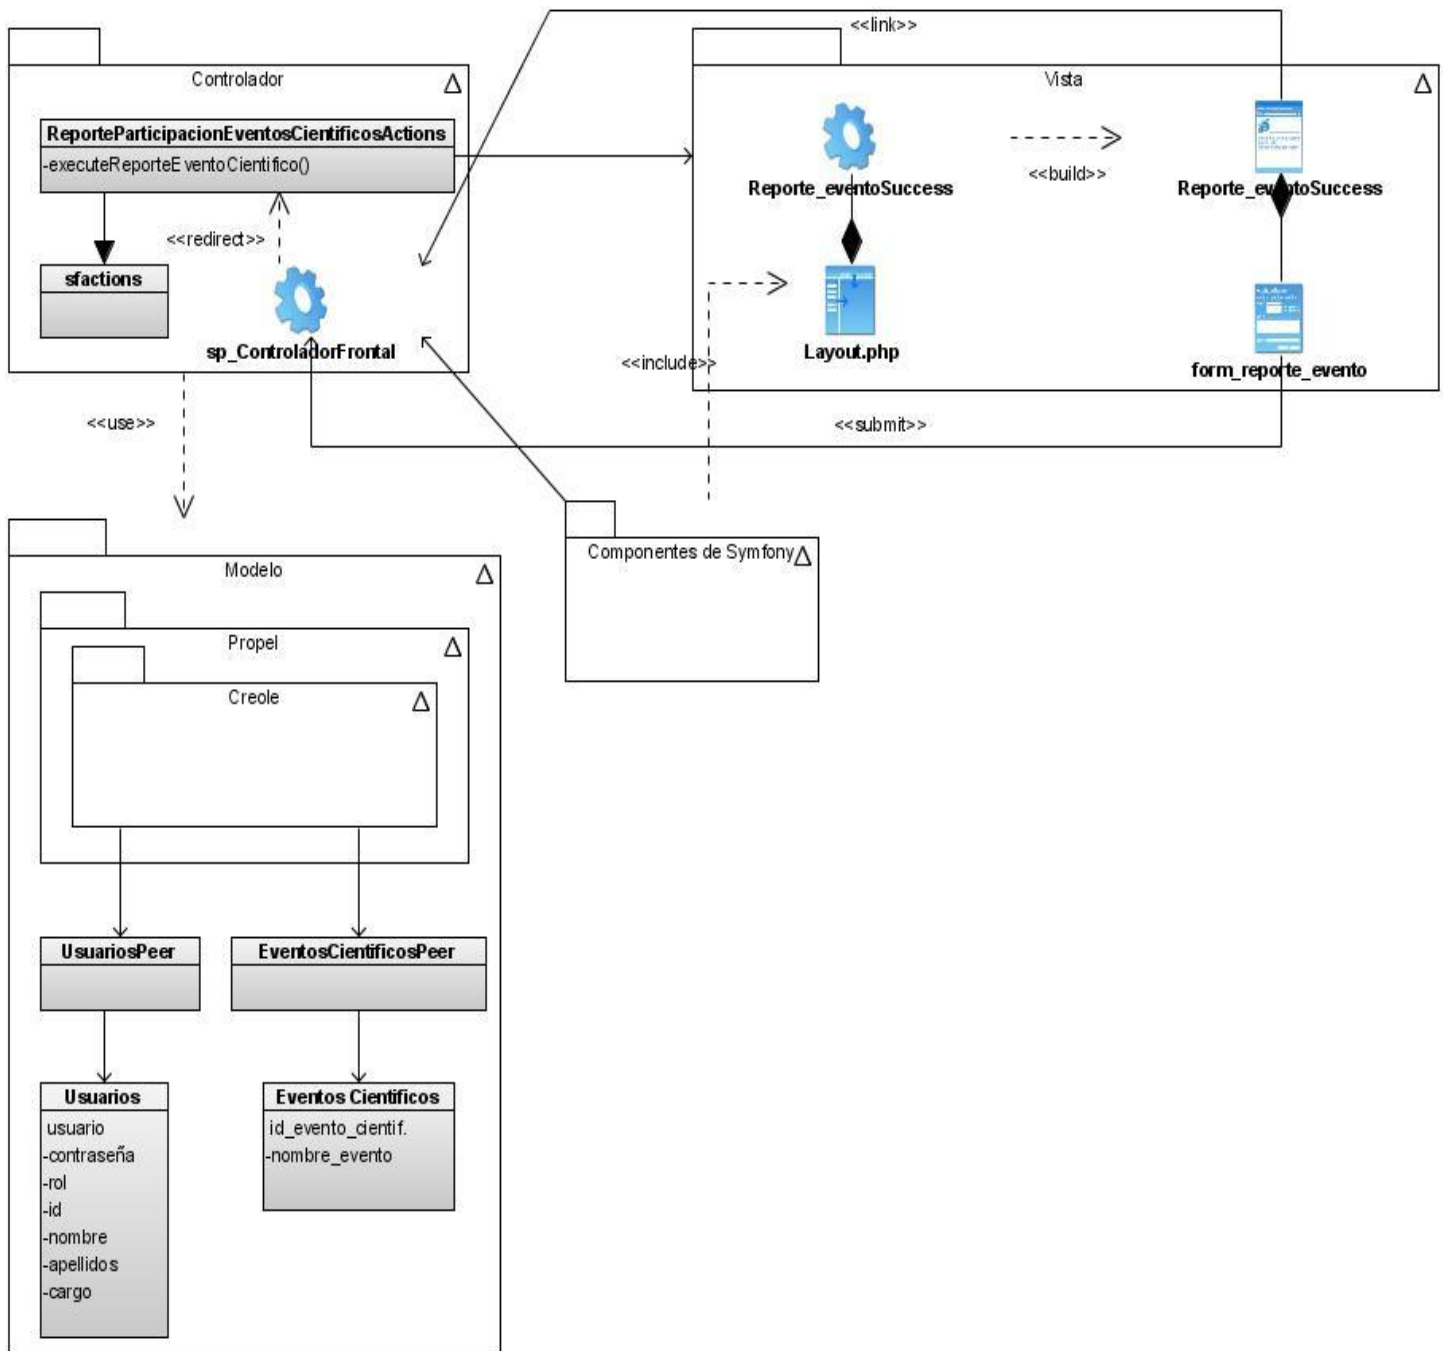 <<link>>
Controlador
Δ
Vista
Δ
ReporteParticipacionEventosCientificosActions
-executeReporteEventoCientifico()
Reporte_eventoSuccess
<<build>>
Reporte_eventoSuccess
<<redirect>>
sfactions
sp_ControladorFrontal
<<include>>
Layout.php
form_reporte_evento
<<use>>
<<submit>>
Componentes de Symfony
Δ
Modelo
Δ
Propel
Δ
Creole
Δ
UsuariosPeer
EventosCientificosPeer
Usuarios
usuario
-contraseña
-rol
-id
-nombre
-apellidos
-cargo
Eventos Cientificos
id_evento_cientif.
-nombre_evento